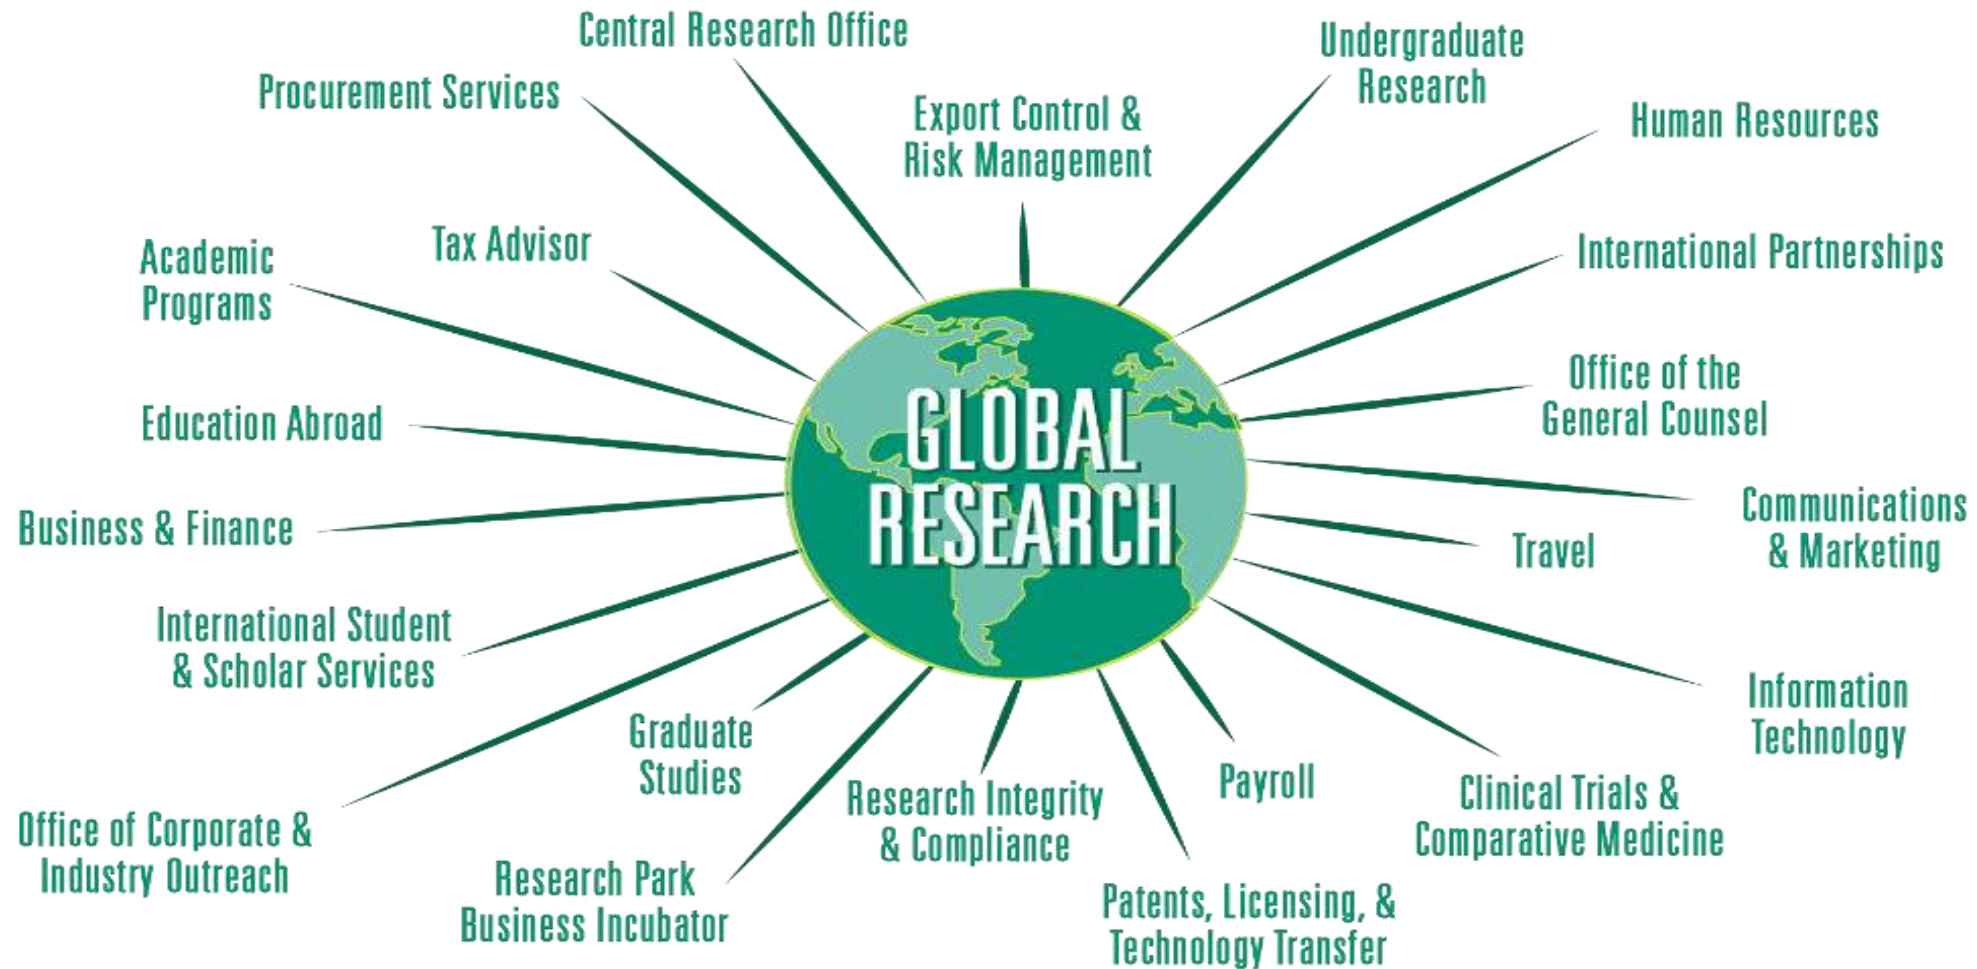 Central Research Office
Undergraduate
Research
Procurement Services
Export Control &
Risk Management
Human Resources
Academic
Programs
Tax Advisor
International Partnerships
Office of the
General Counsel
Education Abroad
GLOBAL
RESEARCH
Business & Finance
Communications
& Marketing
Travel
International Student
& Scholar Services
Information
Technology
Graduate
Studies
Payroll
Research Integrity
& Compliance
Clinical Trials &
Comparative Medicine
Office of Corporate &
Industry Outreach
Research Park
Business Incubator
Patents, Licensing, &
Technology Transfer